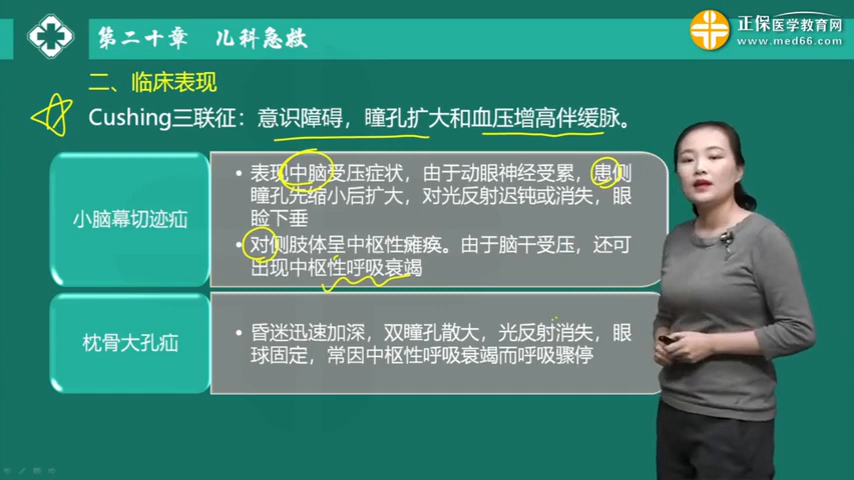 第二十章 儿科急救
正保医学教育网
www.med66.com
二、临床表现
Cushing三联征：意识障碍，瞳孔扩大和血压增高伴缓脉。
小脑幕切迹疝
• 表现中脑受压症状，由于动眼神经受累，患侧
瞳孔先缩小后扩大，对光反射迟钝或消失，眼
睑下垂
• 对侧肢体呈中枢性瘫痪。由于脑干受压，还可
出现中枢性呼吸衰竭
枕骨大孔疝
• 昏迷迅速加深，双瞳孔散大，光反射消失，眼
球固定，常因中枢性呼吸衰竭而呼吸骤停